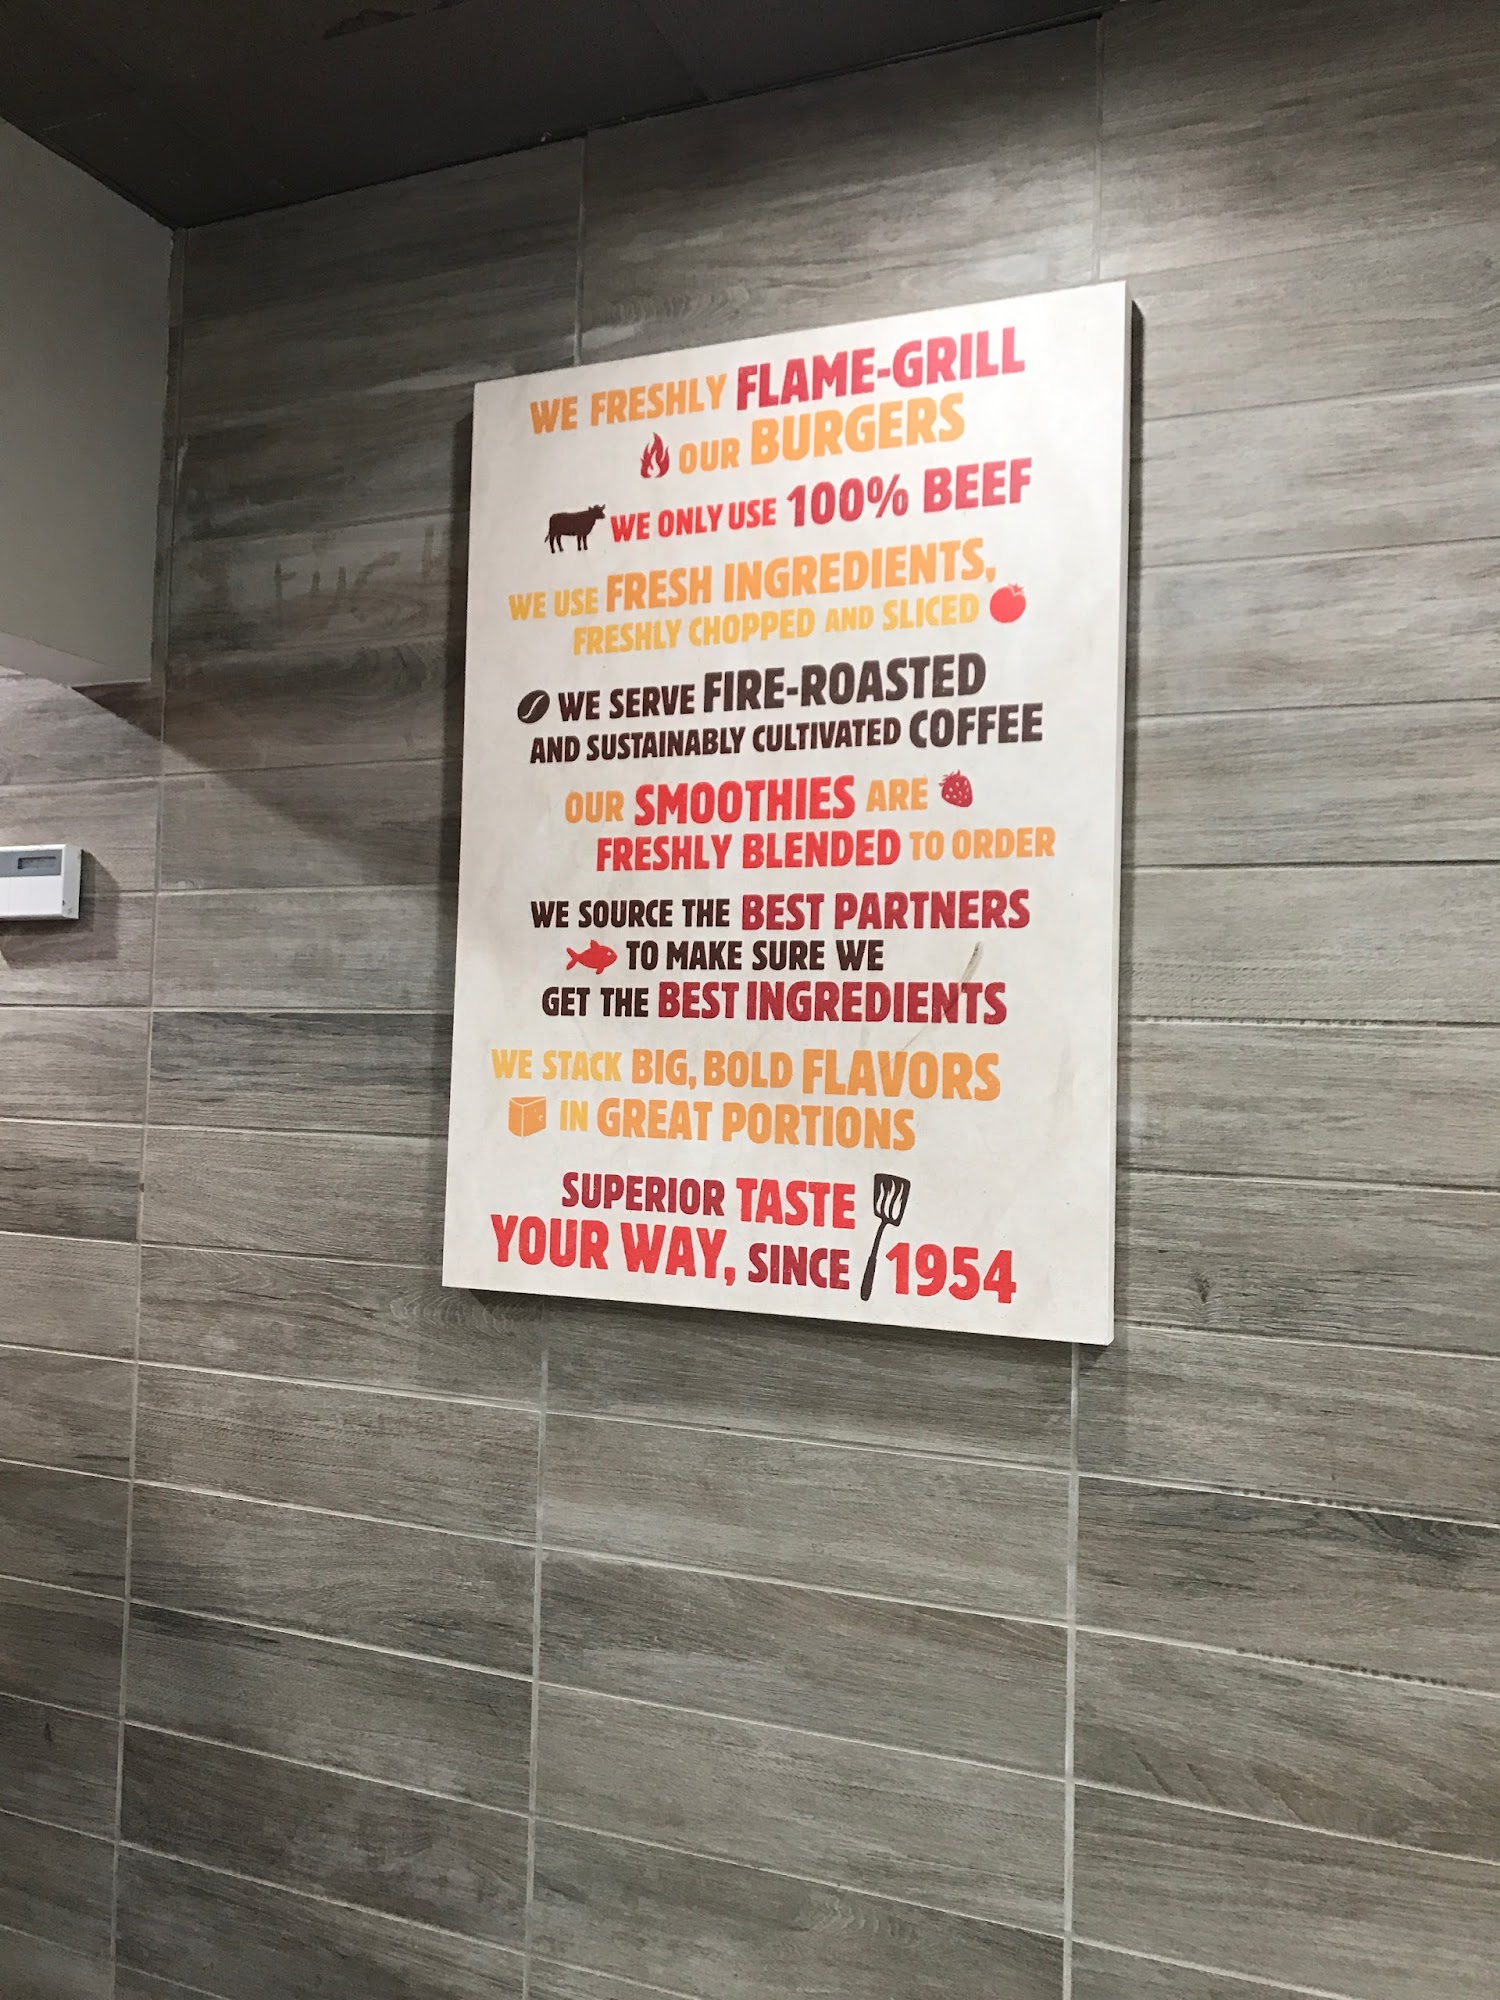 WE FRESHLY FLAME-GRILL
OUR BURGERS
WE ONLY USE 100% BEEF
WE USE FRESH INGREDIENTS,
FRESHLY CHOPPED AND SLICED
WE SERVE FIRE-ROASTED
AND SUSTAINABLY CULTIVATED COFFEE
OUR SMOOTHIES ARE
FRESHLY BLENDED TO ORDER
WE SOURCE THE BEST PARTNERS
TO MAKE SURE WE
GET THE BEST INGREDIENTS
WE STACK BIG, BOLD FLAVORS
IN GREAT PORTIONS
SUPERIOR TASTE
YOUR WAY, SINCE 1954